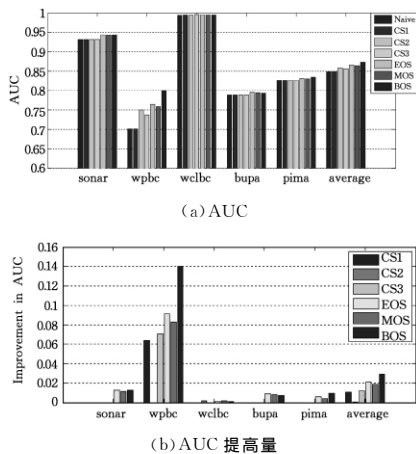 1
0.95
0.9
0.85
0.8
0.75
0.7
0.65
0.6
AUC
Naive
CS1
CS2
CS3
EOS
MOS
BOS
sonar wpbc wclbc bupa pima average
(a) AUC
0.16
0.14
0.12
0.1
0.08
0.06
0.04
0.02
0
Improvement in AUC
CS1
CS2
CS3
EOS
MOS
BOS
sonar wpbc wclbc bupa pima average
(b) AUC 提高量